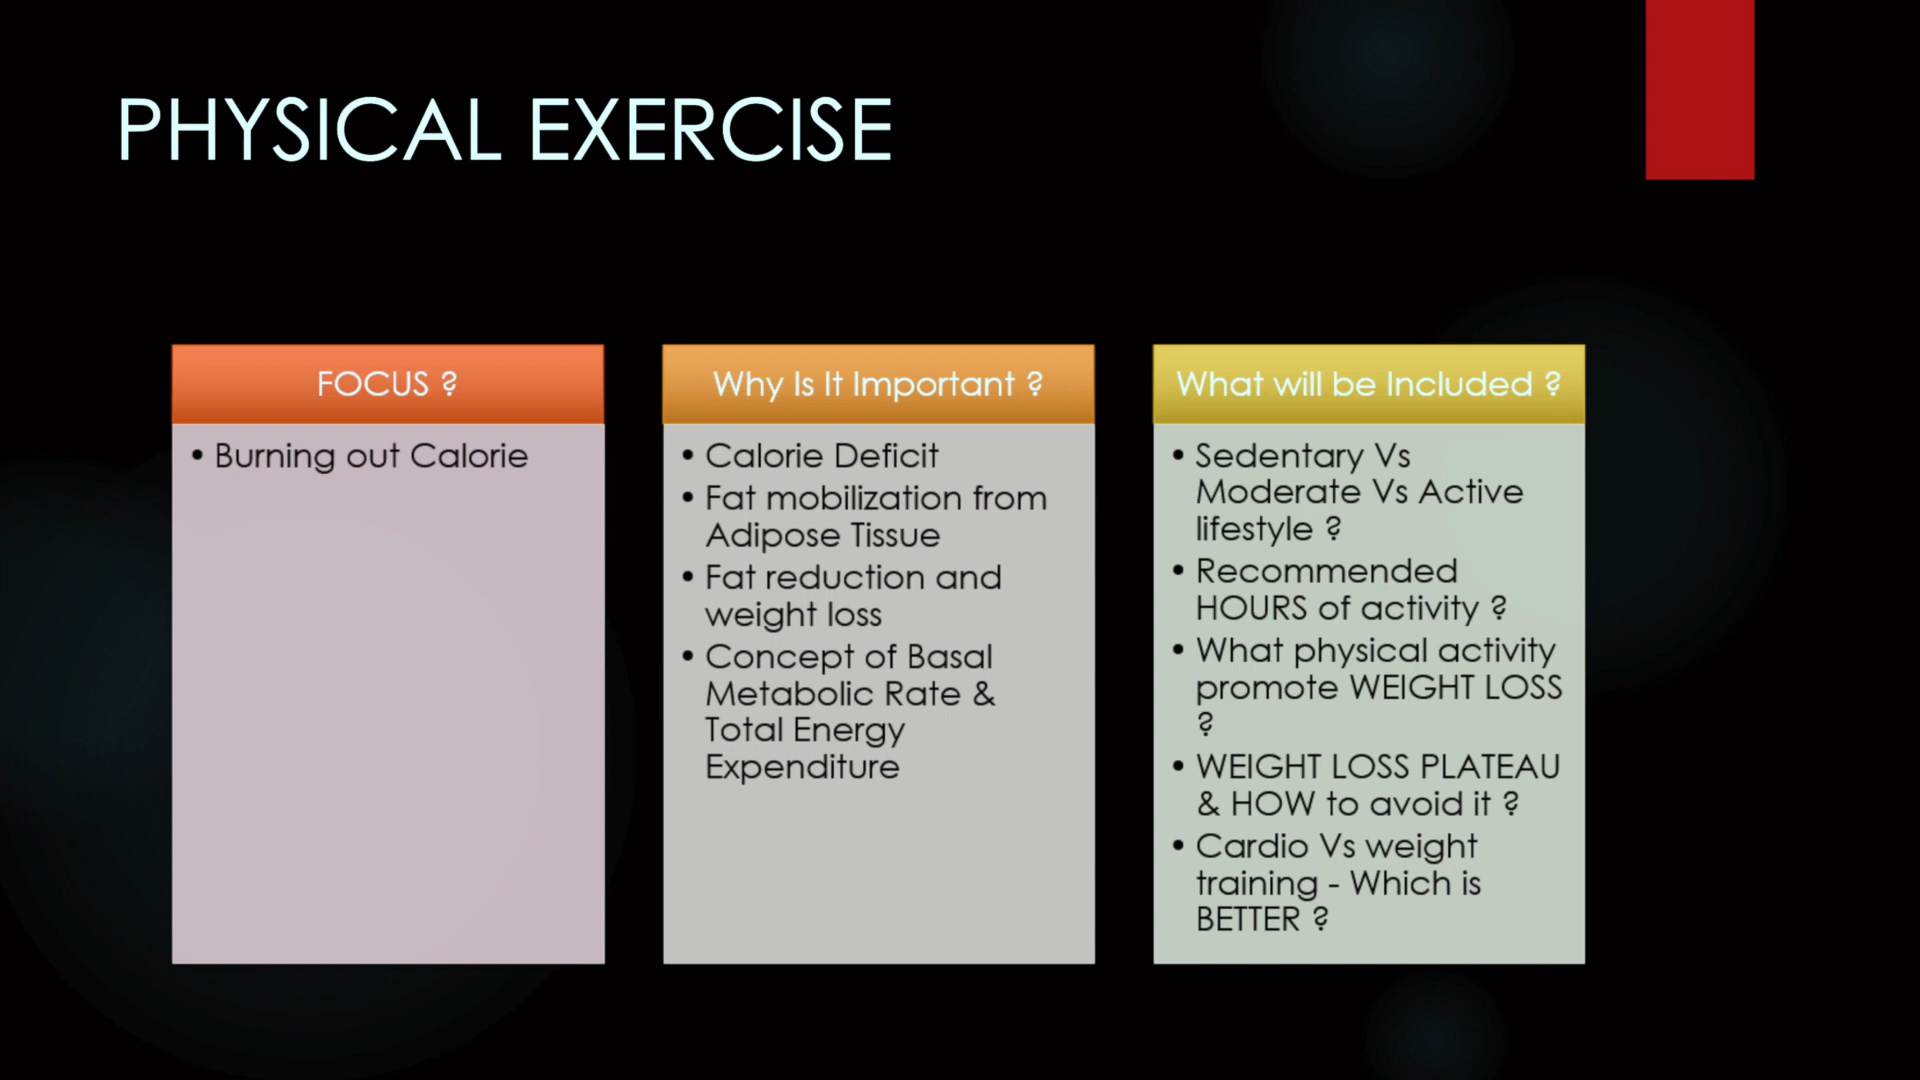 PHYSICAL EXERCISE
FOCUS ?
• Burning out Calorie
Why Is It Important ?
• Calorie Deficit
• Fat mobilization from
Adipose Tissue
• Fat reduction and
weight loss
• Concept of Basal
Metabolic Rate &
Total Energy
Expenditure
What will be Included ?
• Sedentary Vs
Moderate Vs Active
lifestyle ?
• Recommended
HOURS of activity ?
• What physical activity
promote WEIGHT LOSS
?
• WEIGHT LOSS PLATEAU
& HOW to avoid it ?
• Cardio Vs weight
training - Which is
BETTER ?